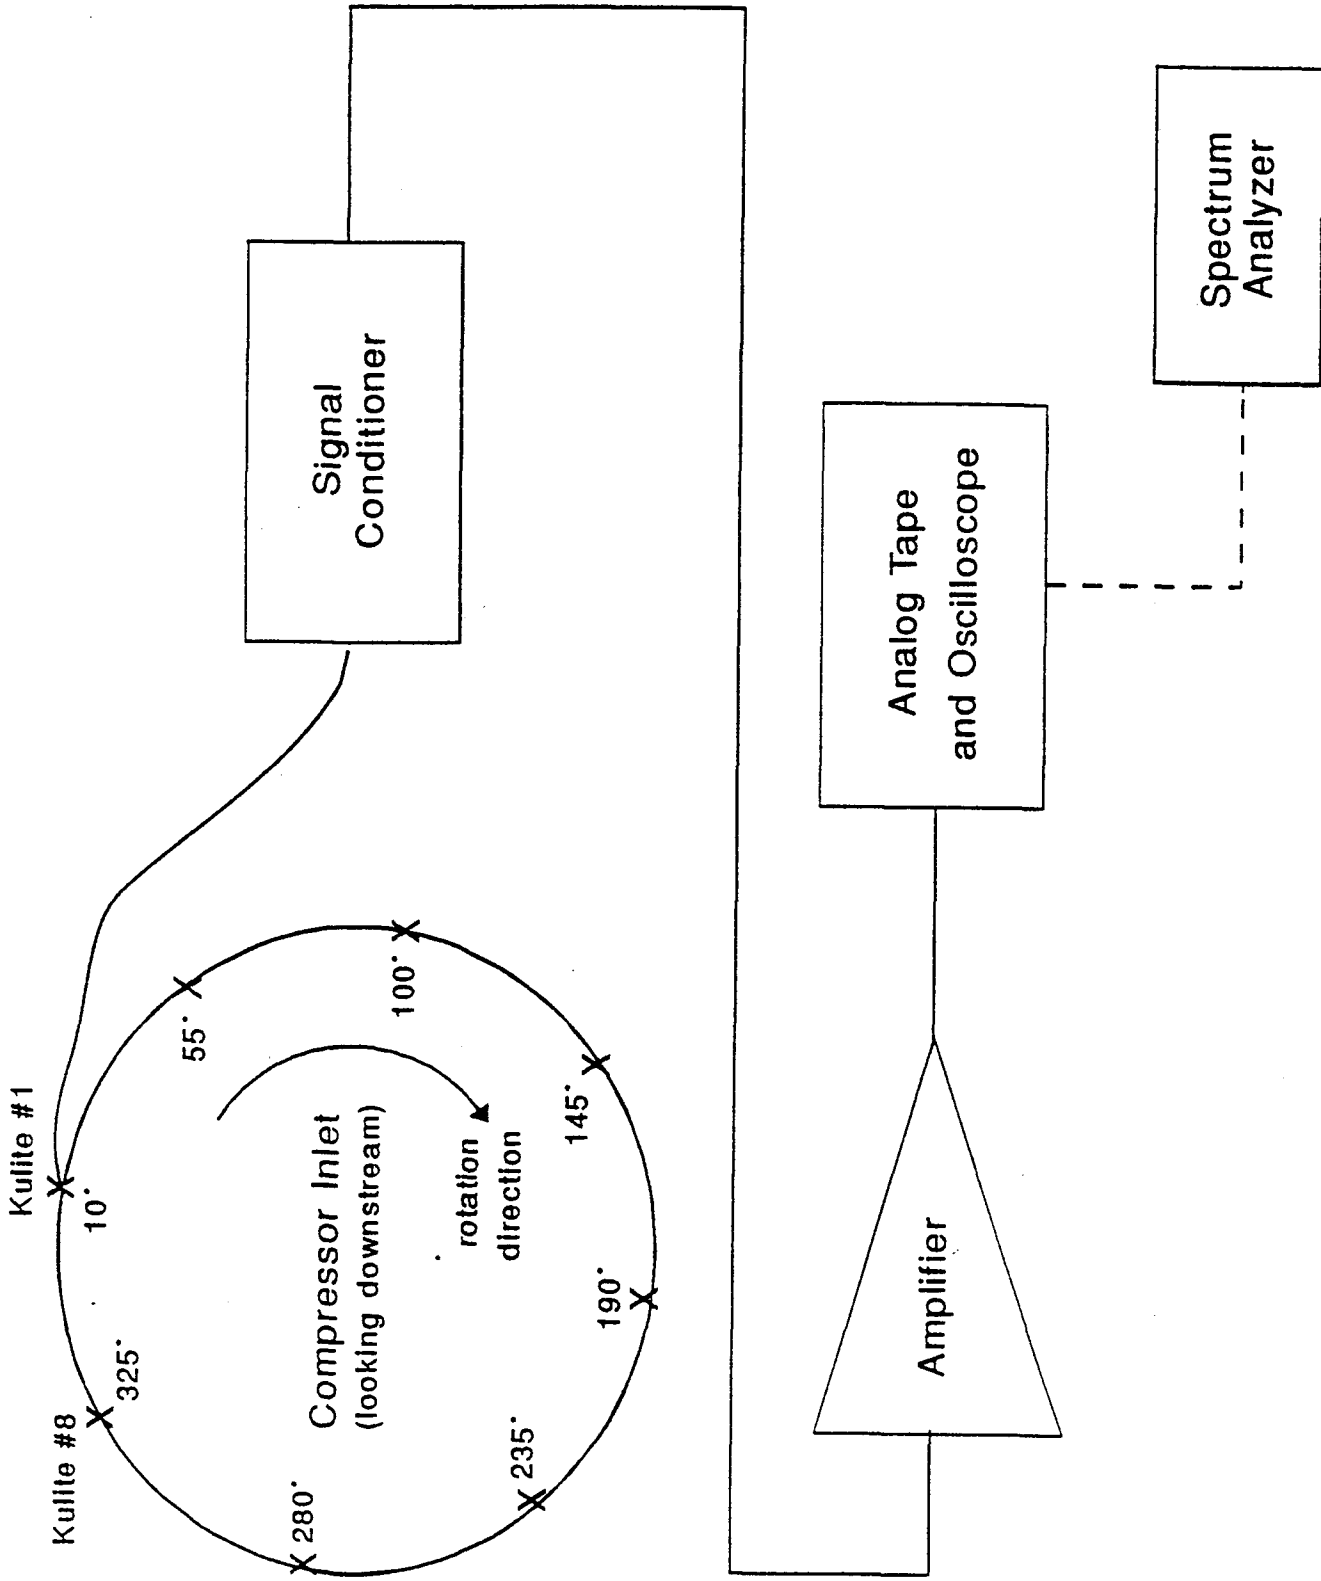 Kulite #1
Kulite #8
10°
55°
100°
145°
190°
235°
280°
325°
Compressor Inlet
(looking downstream)
rotation
direction
Signal
Conditioner
Amplifier
Analog Tape
and Oscilloscope
Spectrum
Analyzer